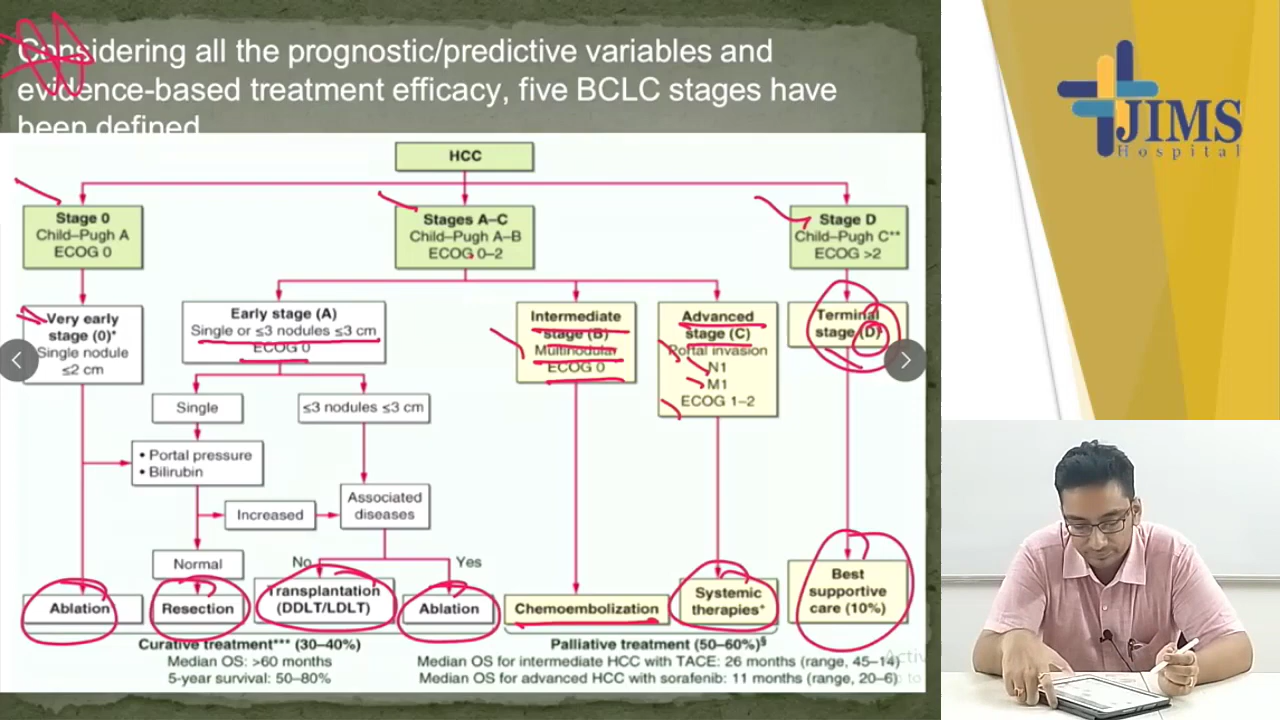 Considering all the prognostic/predictive variables and
evidence-based treatment efficacy, five BCLC stages have
been defined
HCC
Stage 0
Child–Pugh A
ECOG 0
Stages A–C
Child–Pugh A–B
ECOG 0–2
Stage D
Child–Pugh C**
ECOG >2
Very early
stage (0)*
Single nodule
≤2 cm
Early stage (A)
Single or ≤3 nodules ≤3 cm
ECOG 0
Intermediate
stage (B)
Multinodular
ECOG 0
Advanced
stage (C)
Portal invasion
N1
M1
ECOG 1–2
Terminal
stage (D)
Single
≤3 nodules ≤3 cm
• Portal pressure
• Bilirubin
Increased
Associated
diseases
Normal
No
Yes
Ablation
Resection
Transplantation
(DDLT/LDLT)
Ablation
Chemoembolization
Systemic
therapies+
Best
supportive
care (10%)
Curative treatment*** (30–40%)
Median OS: >60 months
5-year survival: 50–80%
Palliative treatment (50–60%)§
Median OS for intermediate HCC with TACE: 26 months (range, 45–14)
Median OS for advanced HCC with sorafenib: 11 months (range, 20–6)
JIMS
Hospital